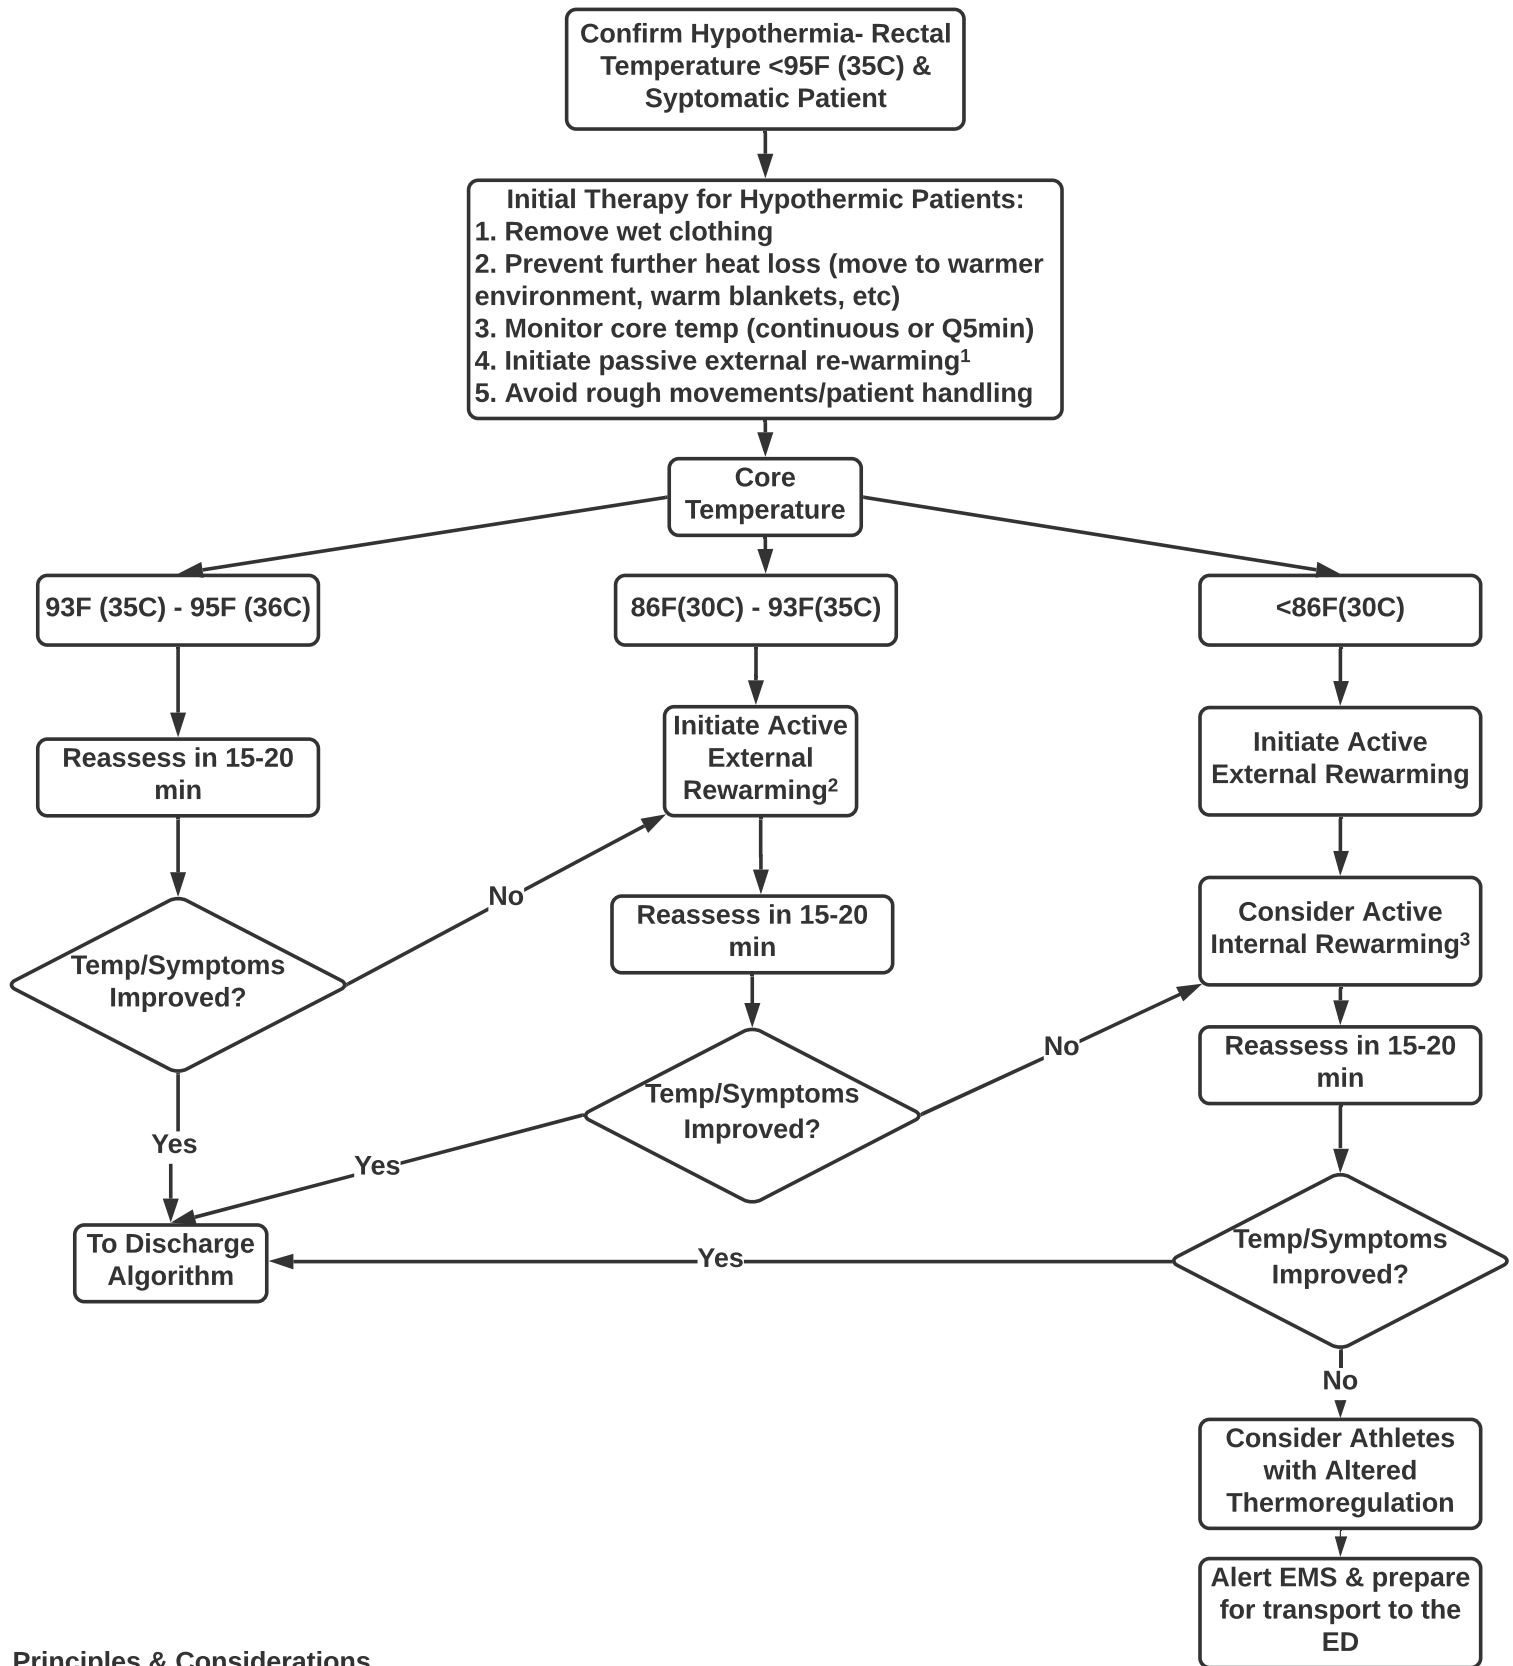 Confirm Hypothermia- Rectal
Temperature <95F (35C) &
Syptomatic Patient
Initial Therapy for Hypothermic Patients:
1. Remove wet clothing
2. Prevent further heat loss (move to warmer
environment, warm blankets, etc)
3. Monitor core temp (continuous or Q5min)
4. Initiate passive external re-warming¹
5. Avoid rough movements/patient handling
Core
Temperature
93F (35C) - 95F (36C)
Reassess in 15-20
min
Temp/Symptoms
Improved?
No
Yes
To Discharge
Algorithm
86F(30C) - 93F(35C)
Initiate Active
External
Rewarming²
Reassess in 15-20
min
Temp/Symptoms
Improved?
No
Yes
<86F(30C)
Initiate Active
External Rewarming
Consider Active
Internal Rewarming³
Reassess in 15-20
min
Temp/Symptoms
Improved?
Yes
No
Consider Athletes
with Altered
Thermoregulation
Alert EMS & prepare
for transport to the
ED
Principles & Considerations